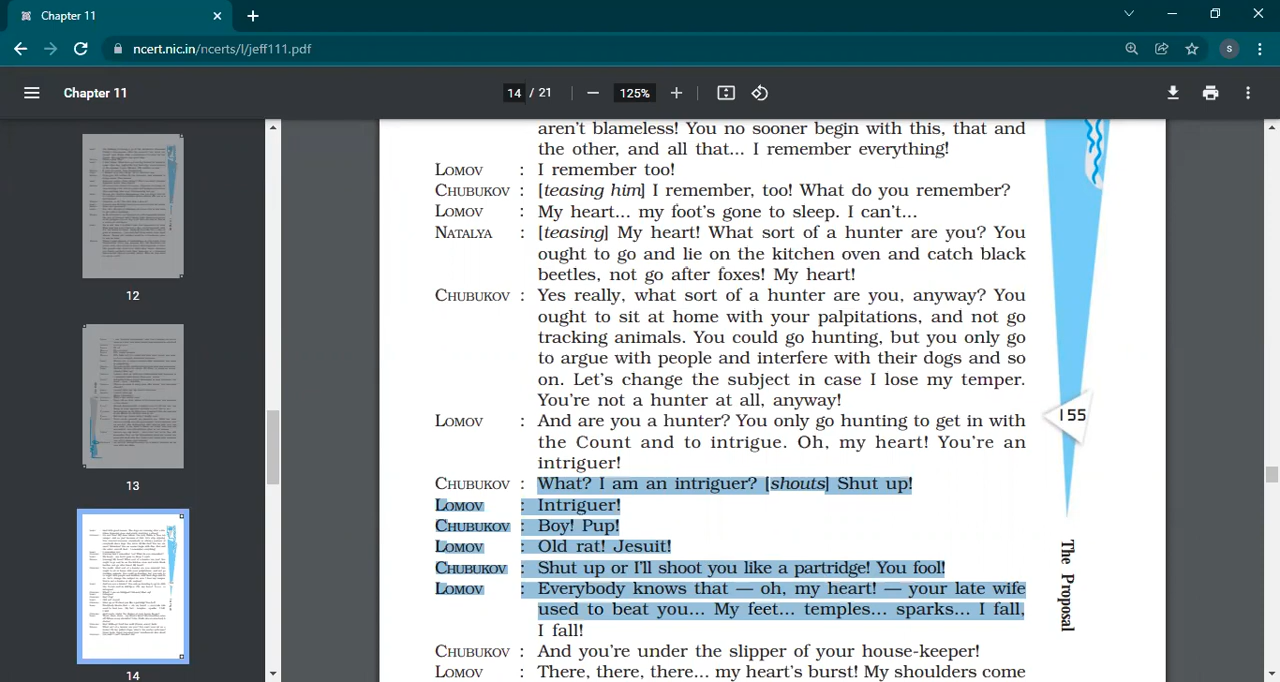 Chapter 11
ncert.nic.in/ncerts/l/jeff111.pdf
S
Chapter 11
14 / 21
125%
12
13
14
aren't blameless! You no sooner begin with this, that and
the other, and all that... I remember everything!
LOMOV : I remember too!
CHUBUKOV : [teasing him] I remember, too! What do you remember?
LOMOV : My heart... my foot's gone to sleep. I can't...
NATALYA : [teasing] My heart! What sort of a hunter are you? You
ought to go and lie on the kitchen oven and catch black
beetles, not go after foxes! My heart!
CHUBUKOV : Yes really, what sort of a hunter are you, anyway? You
ought to sit at home with your palpitations, and not go
tracking animals. You could go hunting, but you only go
to argue with people and interfere with their dogs and so
on. Let's change the subject in case I lose my temper.
You're not a hunter at all, anyway!
LOMOV : And are you a hunter? You only go hunting to get in with
the Count and to intrigue. Oh, my heart! You're an
intriguer!
CHUBUKOV : What? I am an intriguer? [shouts] Shut up!
LOMOV : Intriguer!
CHUBUKOV : Boy! Pup!
LOMOV : Old rat! Jesuit!
CHUBUKOV : Shut up or I'll shoot you like a partridge! You fool!
LOMOV : Everybody knows that — oh, my heart! — your late wife
used to beat you... My feet... temples... sparks... I fall,
I fall!
CHUBUKOV : And you're under the slipper of your house-keeper!
LOMOV : There, there, there... my heart's burst! My shoulders come
155
The Proposal